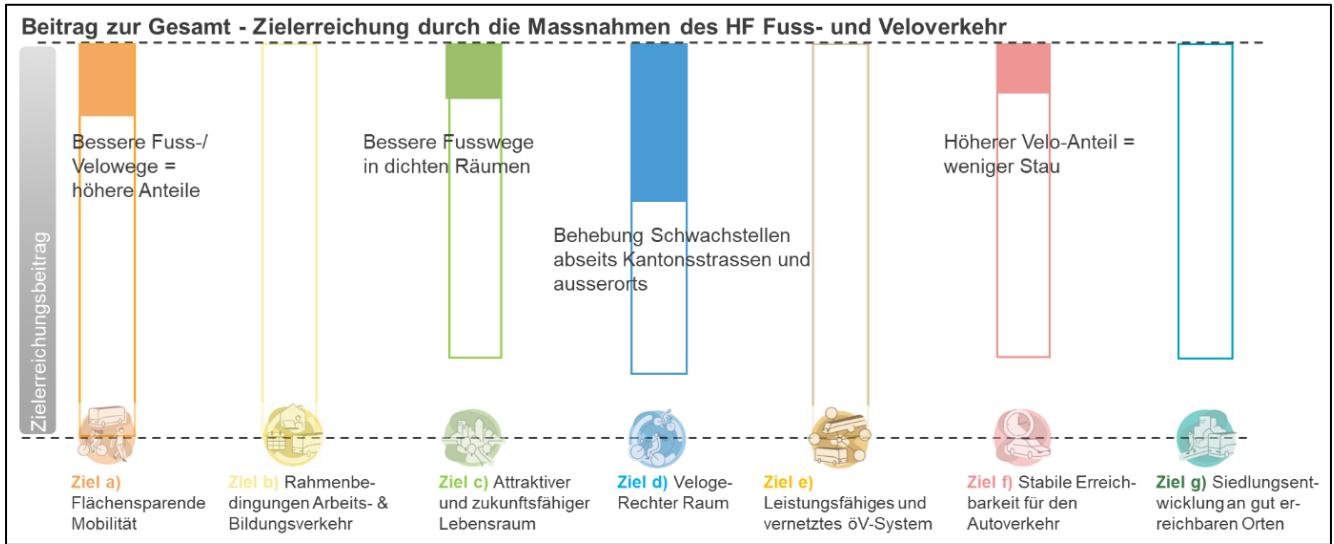 Beitrag zur Gesamt - Zielerreichung durch die Massnahmen des HF Fuss- und Veloverkehr
Zielerreichungsbeitrag
Bessere Fuss-/
Velowege =
höhere Anteile
Bessere Fusswege
in dichten Räumen
Behebung Schwachstellen
abseits Kantonsstrassen und
ausserorts
Höherer Velo-Anteil =
weniger Stau
Ziel a)
Flächensparende
Mobilität
Ziel b) Rahmenbe-
dingungen Arbeits- &
Bildungsverkehr
Ziel c) Attraktiver
und zukunftsfähiger
Lebensraum
Ziel d) Veloge-
Rechter Raum
Ziel e)
Leistungsfähiges und
vernetztes öV-System
Ziel f) Stabile Erreich-
barkeit für den
Autoverkehr
Ziel g) Siedlungsent-
wicklung an gut er-
reichbaren Orten